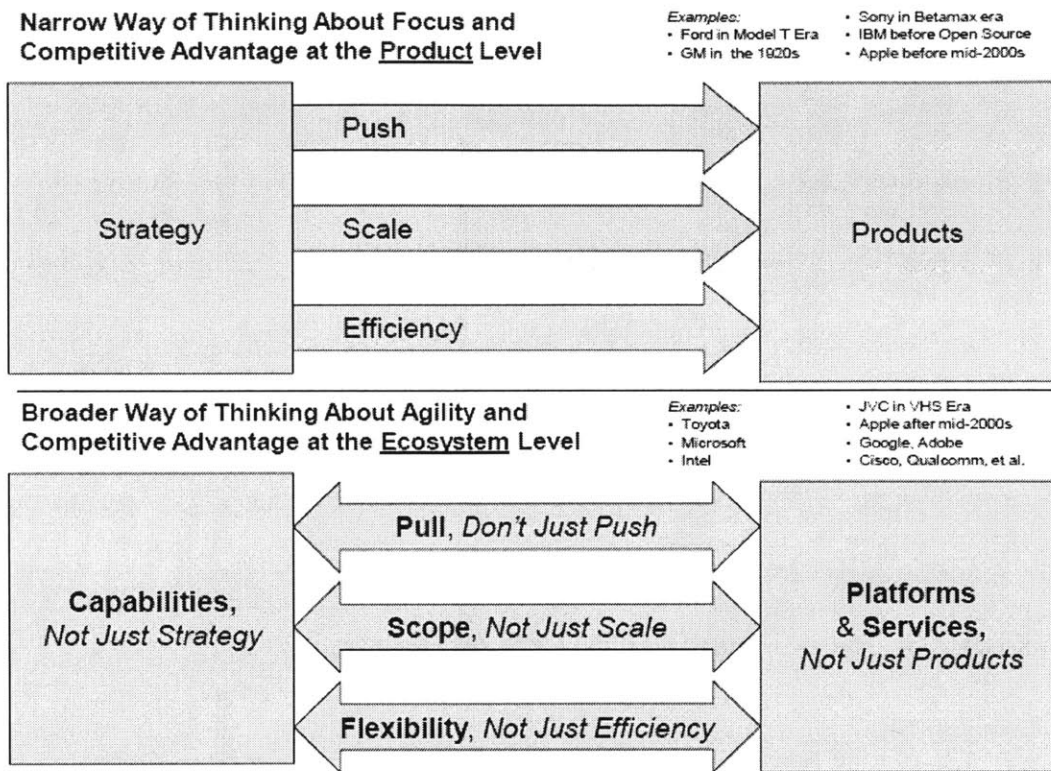 Narrow Way of Thinking About Focus and
Competitive Advantage at the Product Level
Examples:
• Ford in Model T Era
• GM in the 1920s
• Sony in Betamax era
• IBM before Open Source
• Apple before mid-2000s
Strategy
Push
Scale
Efficiency
Products
Broader Way of Thinking About Agility and
Competitive Advantage at the Ecosystem Level
Examples:
• Toyota
• Microsoft
• Intel
• JVC in VHS Era
• Apple after mid-2000s
• Google, Adobe
• Cisco, Qualcomm, et al.
Capabilities,
Not Just Strategy
Pull, Don't Just Push
Scope, Not Just Scale
Flexibility, Not Just Efficiency
Platforms
& Services,
Not Just Products